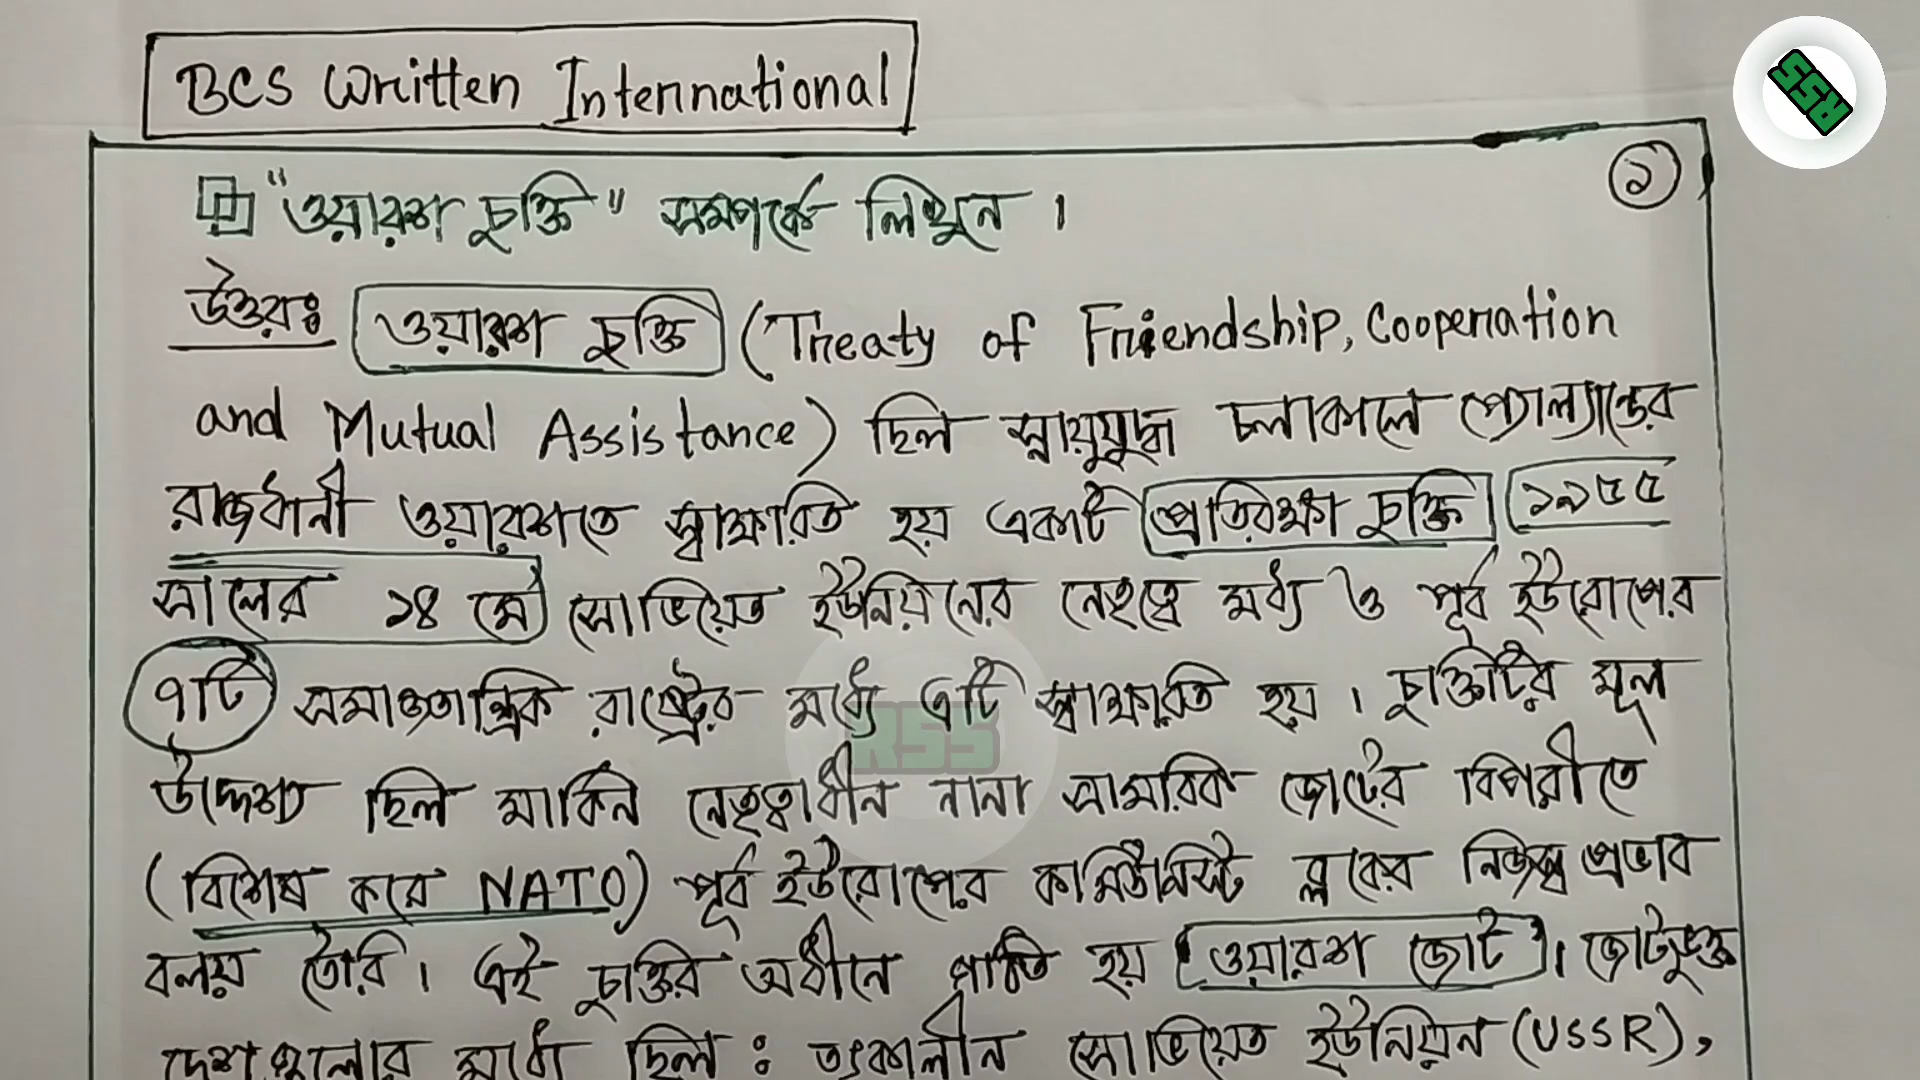 BCS Written International
RSS
১
"ওয়ারশ চুক্তি" সম্পর্কে লিখুন।
উত্তরঃ ওয়ারশ চুক্তি (Treaty of Friendship, Cooperation
and Mutual Assistance) ছিল স্নায়ুযুদ্ধ চলাকালে পোল্যান্ডের
রাজধানী ওয়ারশতে স্বাক্ষরিত হয় একটি প্রতিরক্ষা চুক্তি ১৯৫৫
সালের ১৪ মে সোভিয়েত ইউনিয়নের নেতৃত্বে মধ্য ও পূর্ব ইউরোপের
৭টি সমাজতান্ত্রিক রাষ্ট্রের মধ্যে এটি স্বাক্ষরিত হয়। চুক্তিটির মূল
RSS
উদ্দেশ্য ছিল মার্কিন নেতৃত্বাধীন নানা সামরিক জোটের বিপরীতে
(বিশেষ করে NATO) পূর্ব ইউরোপের কমিউনিস্ট ব্লকের নিজস্ব প্রভাব
বলয় তৈরি। এই চুক্তির অধীনে গঠিত হয় ওয়ারশ জোট। জোটভুক্ত
দেশগুলোর মধ্যে ছিল : তৎকালীন সোভিয়েত ইউনিয়ন (USSR),